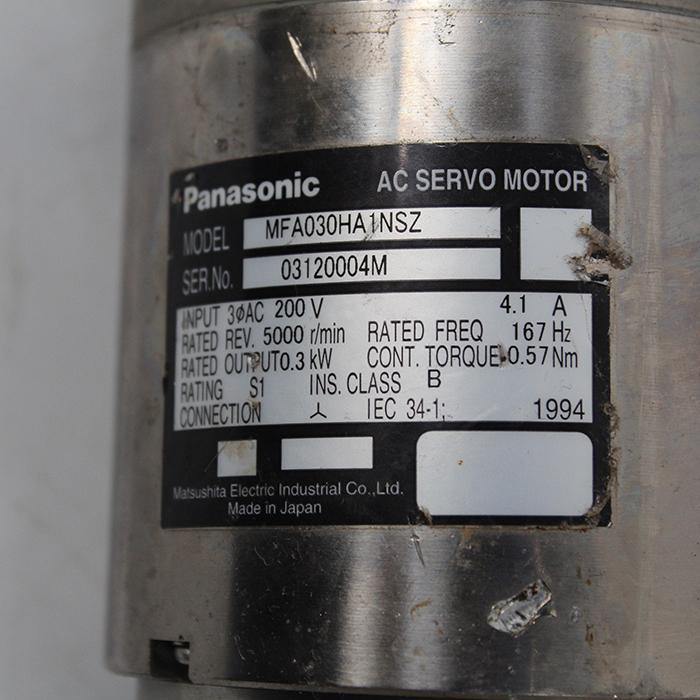 Panasonic AC SERVO MOTOR
MODEL MFA030HA1NSZ
SER.No. 03120004M
INPUT 3øAC 200 V 4.1 A
RATED REV. 5000 r/min RATED FREQ 167 Hz
RATED OUTPUT 0.3 kW CONT. TORQUE 0.57 Nm
RATING S1 INS. CLASS B
CONNECTION IEC 34-1; 1994
Matsushita Electric Industrial Co.,Ltd.
Made in Japan